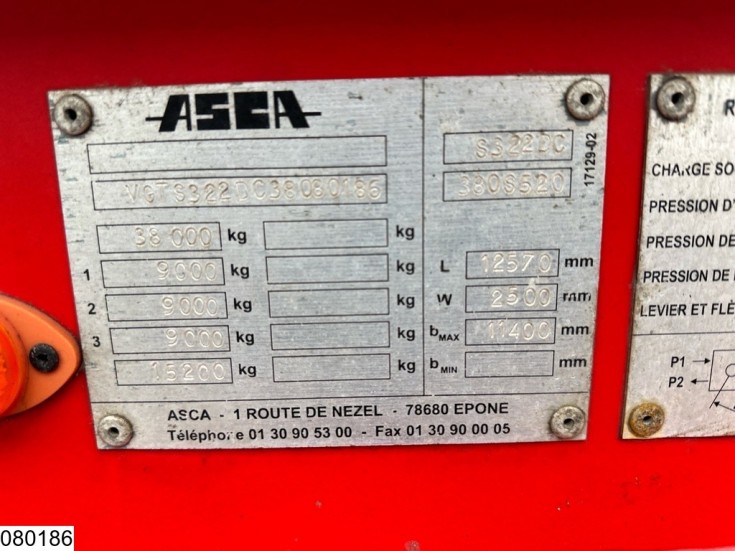 ASCA
S322DC
VGTS322DC38080186
380S320
17129-02
38 000 kg kg
1 9000 kg kg L 12570 mm
2 9000 kg kg W 2500 mm
3 9000 kg kg bMAX 11400 mm
15200 kg kg bMIN mm
ASCA - 1 ROUTE DE NEZEL - 78680 EPONE
Téléphone 01 30 90 53 00 - Fax 01 30 90 00 05
R
CHARGE SO
PRESSION D'
PRESSION DE
PRESSION DE
LEVIER ET FLÈ
P1
P2
080186